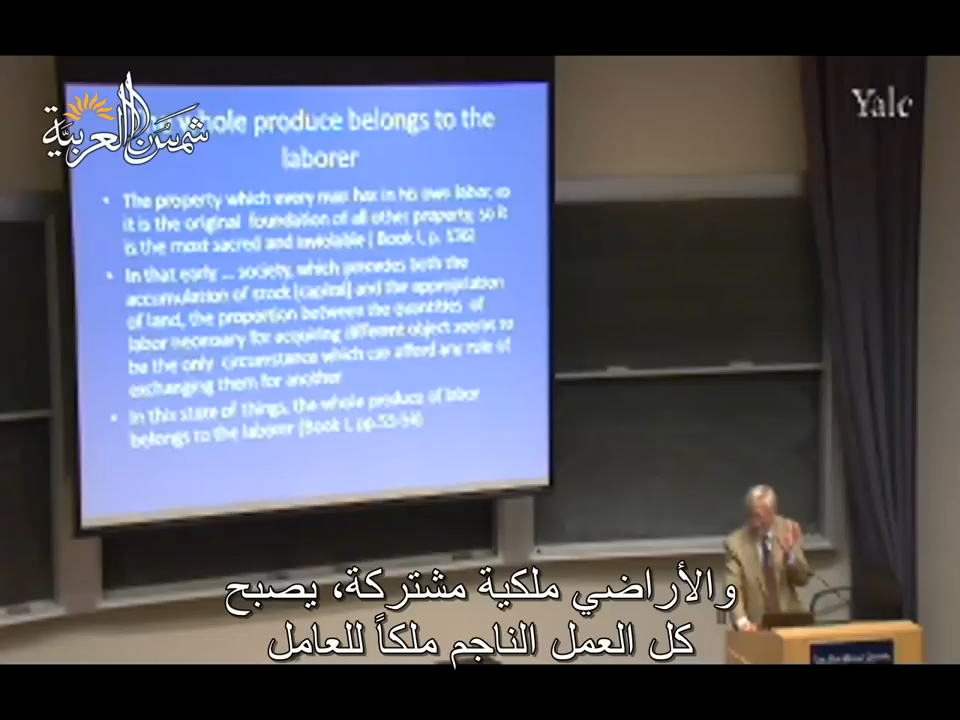 شمس العربية
Yale
whole produce belongs to the
laborer
• The property which every man has in his own labor, so
it is the original foundation of all other property, so it
is the most sacred and inviolable ( Book I, p.
• In that early ... society, which precedes both the
accumulation of stock [capital] and the appropriation
of land, the proportion between the quantities of
labor necessary for acquiring different object seems to
be the only circumstance which can afford any rule of
exchanging them for another
• In this state of things, the whole produce of labor
belongs to the laborer (Book I, pp.53-54)
والأراضي ملكية مشتركة، يصبح
كل العمل الناجم ملكاً للعامل